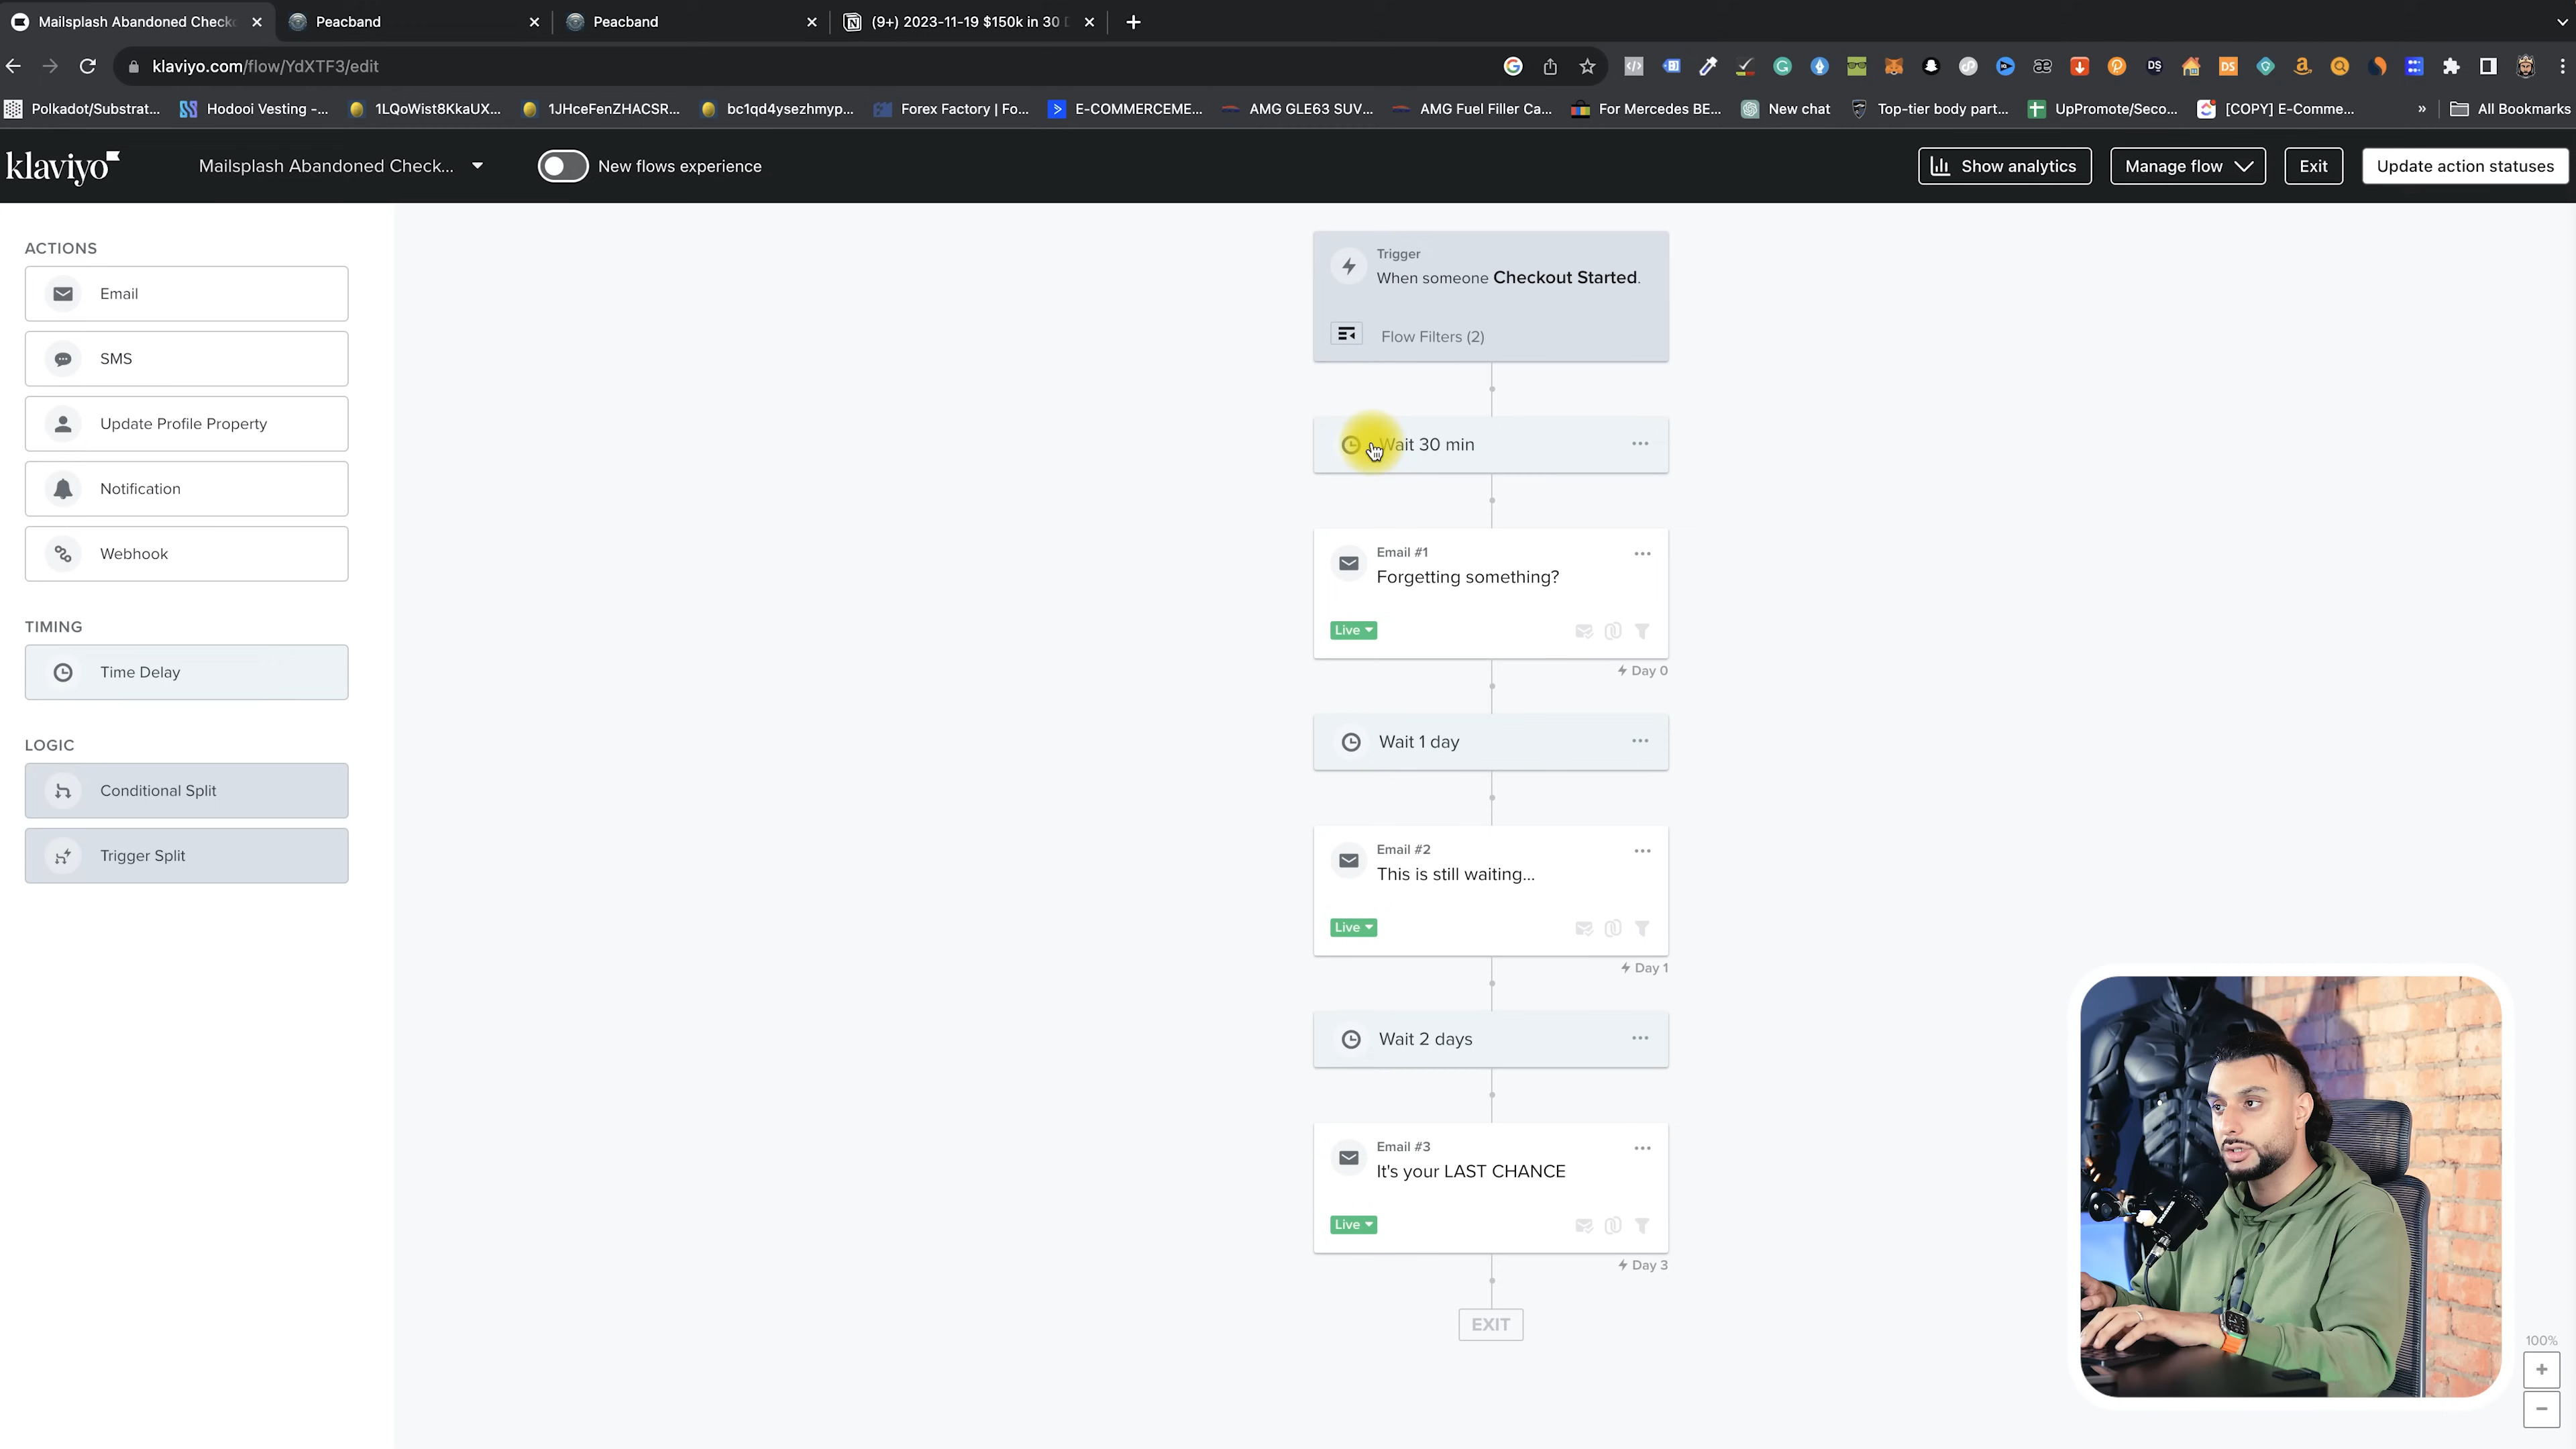 Mailsplash Abandoned Check
Peacband
Peacband
(9+) 2023-11-19 $150k in 30
klaviyo.com/flow/YdXTF3/edit
Polkadot/Substrat...
Hodooi Vesting -...
1LQoWist8KkaUX...
1JHceFenZHACSR...
bc1qd4ysezhmyp...
Forex Factory | Fo...
E-COMMERCEME...
AMG GLE63 SUV...
AMG Fuel Filler Ca...
For Mercedes BE...
New chat
Top-tier body part...
UpPromote/Seco...
[COPY] E-Comme...
»
All Bookmarks
klaviyo
Mailsplash Abandoned Check...
New flows experience
Show analytics
Manage flow
Exit
Update action statuses
ACTIONS
Email
SMS
Update Profile Property
Notification
Webhook
TIMING
Time Delay
LOGIC
Conditional Split
Trigger Split
Trigger
When someone Checkout Started.
Flow Filters (2)
Wait 30 min
Email #1
Forgetting something?
Live
Day 0
Wait 1 day
Email #2
This is still waiting...
Live
Day 1
Wait 2 days
Email #3
It's your LAST CHANCE
Live
Day 3
EXIT
100%